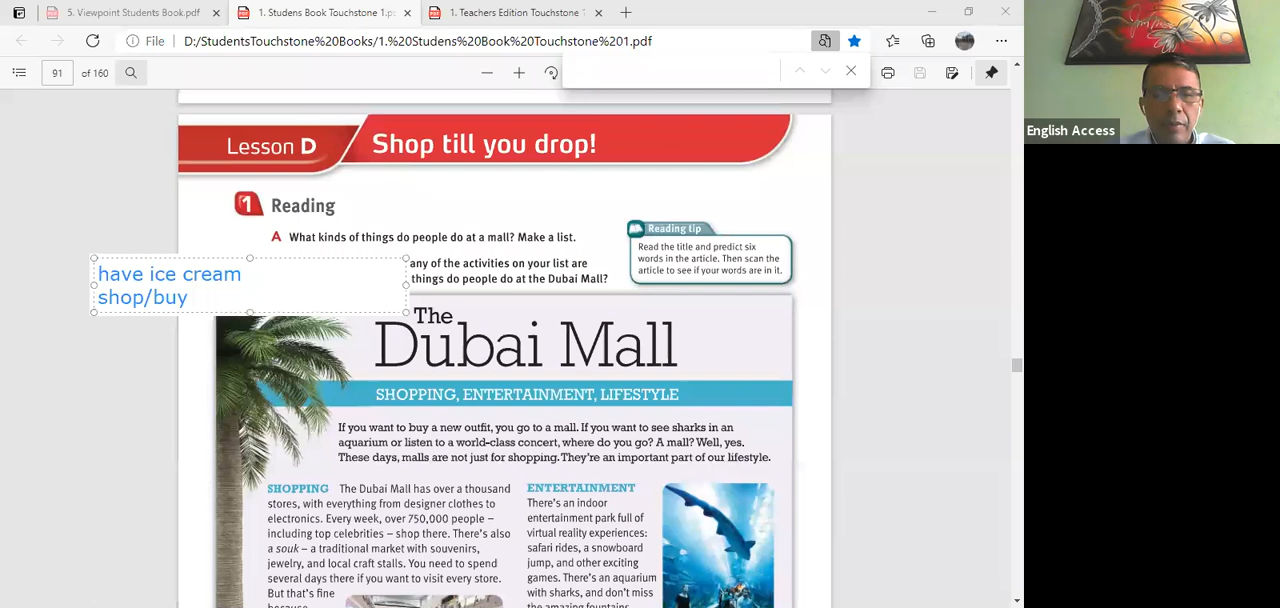 5. Viewpoint Students Book.pdf
1. Studens Book Touchstone 1.p
1. Teachers Edition Touchstone
File D:/StudentsTouchstone%20Books/1.%20Studens%20Book%20Touchstone%201.pdf
91 of 160
English Access
Lesson D Shop till you drop!
1 Reading
A What kinds of things do people do at a mall? Make a list.
any of the activities on your list are
things do people do at the Dubai Mall?
Reading tip
Read the title and predict six
words in the article. Then scan the
article to see if your words are in it.
have ice cream
shop/buy
The
Dubai Mall
SHOPPING, ENTERTAINMENT, LIFESTYLE
If you want to buy a new outfit, you go to a mall. If you want to see sharks in an
aquarium or listen to a world-class concert, where do you go? A mall? Well, yes.
These days, malls are not just for shopping. They're an important part of our lifestyle.
SHOPPING The Dubai Mall has over a thousand
stores, with everything from designer clothes to
electronics. Every week, over 750,000 people –
including top celebrities – shop there. There's also
a souk – a traditional market with souvenirs,
jewelry, and local craft stalls. You need to spend
several days there if you want to visit every store.
But that's fine
because
ENTERTAINMENT
There's an indoor
entertainment park full of
virtual reality experiences:
safari rides, a snowboard
jump, and other exciting
games. There's an aquarium
with sharks, and don't miss
the amazing fountains